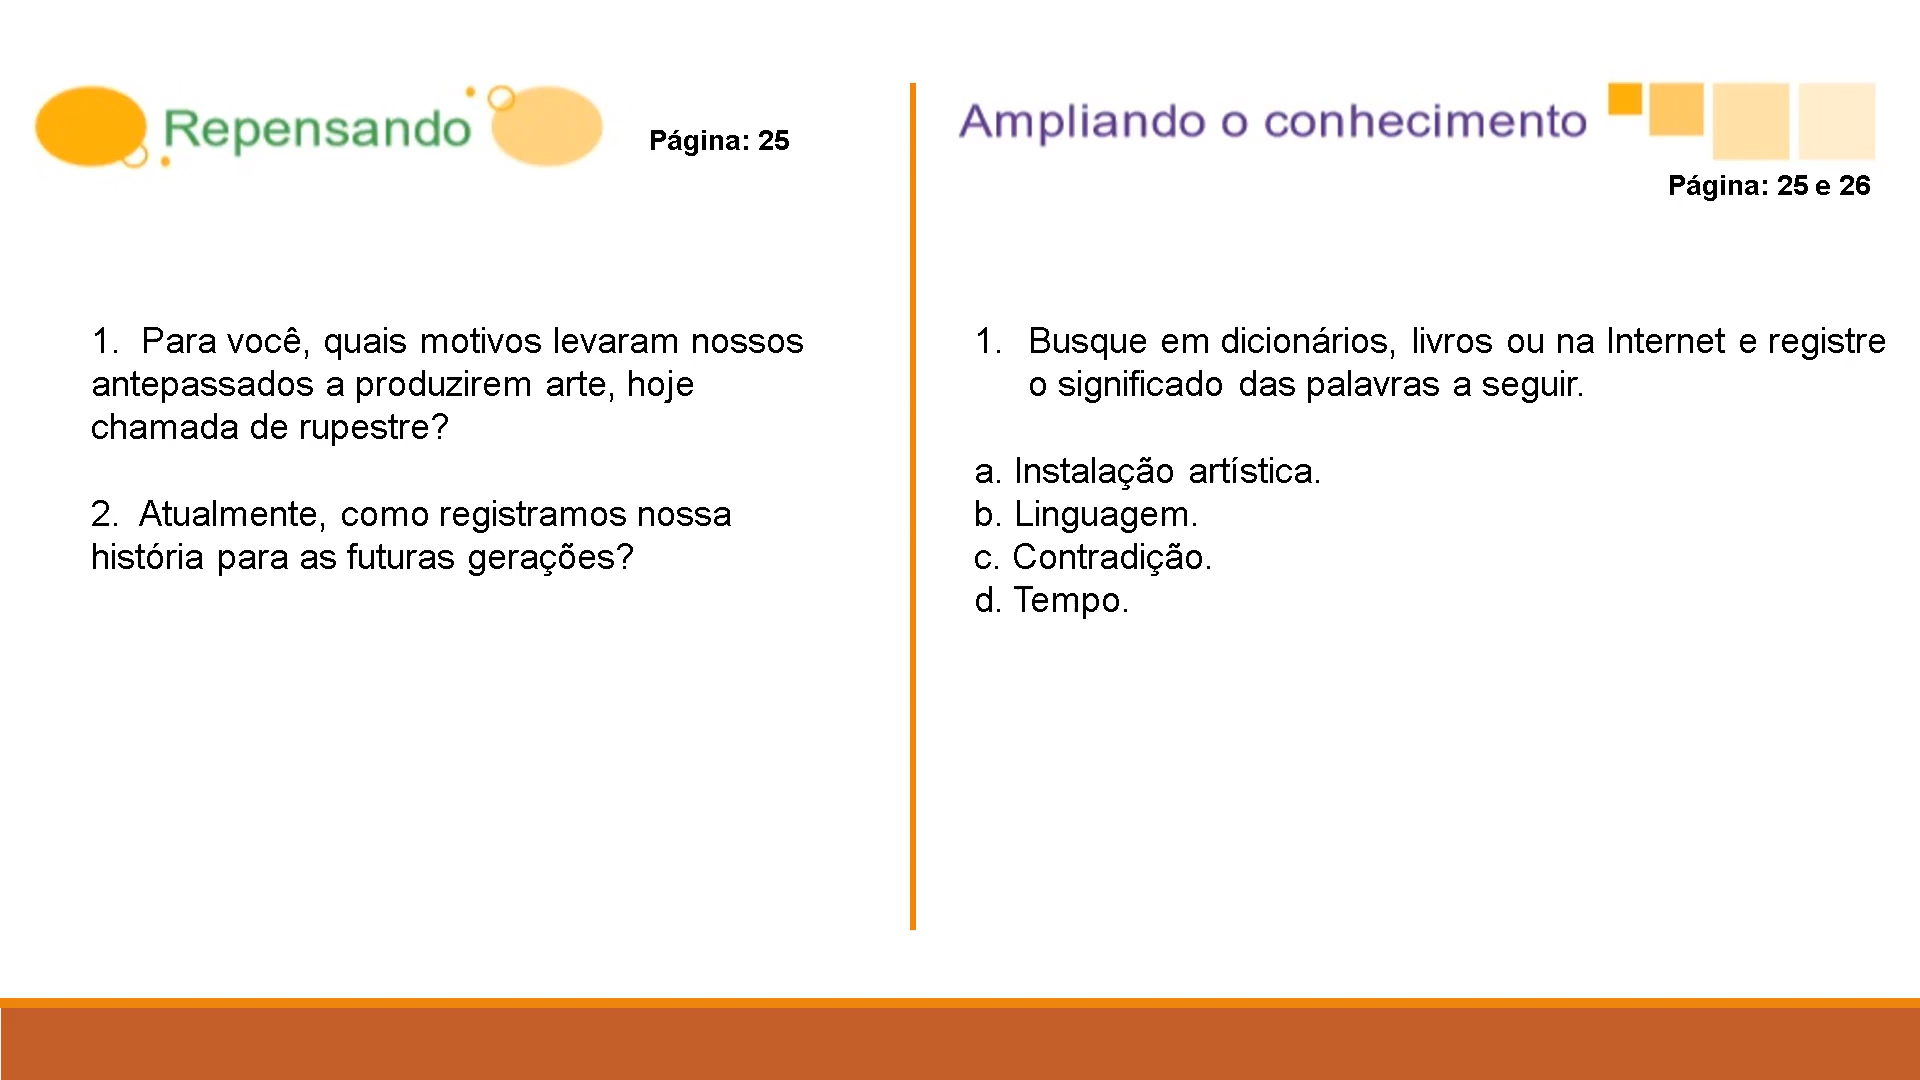 Repensando
Página: 25
1. Para você, quais motivos levaram nossos
antepassados a produzirem arte, hoje
chamada de rupestre?
2. Atualmente, como registramos nossa
história para as futuras gerações?
Ampliando o conhecimento
Página: 25 e 26
1. Busque em dicionários, livros ou na Internet e registre
o significado das palavras a seguir.
a. Instalação artística.
b. Linguagem.
c. Contradição.
d. Tempo.